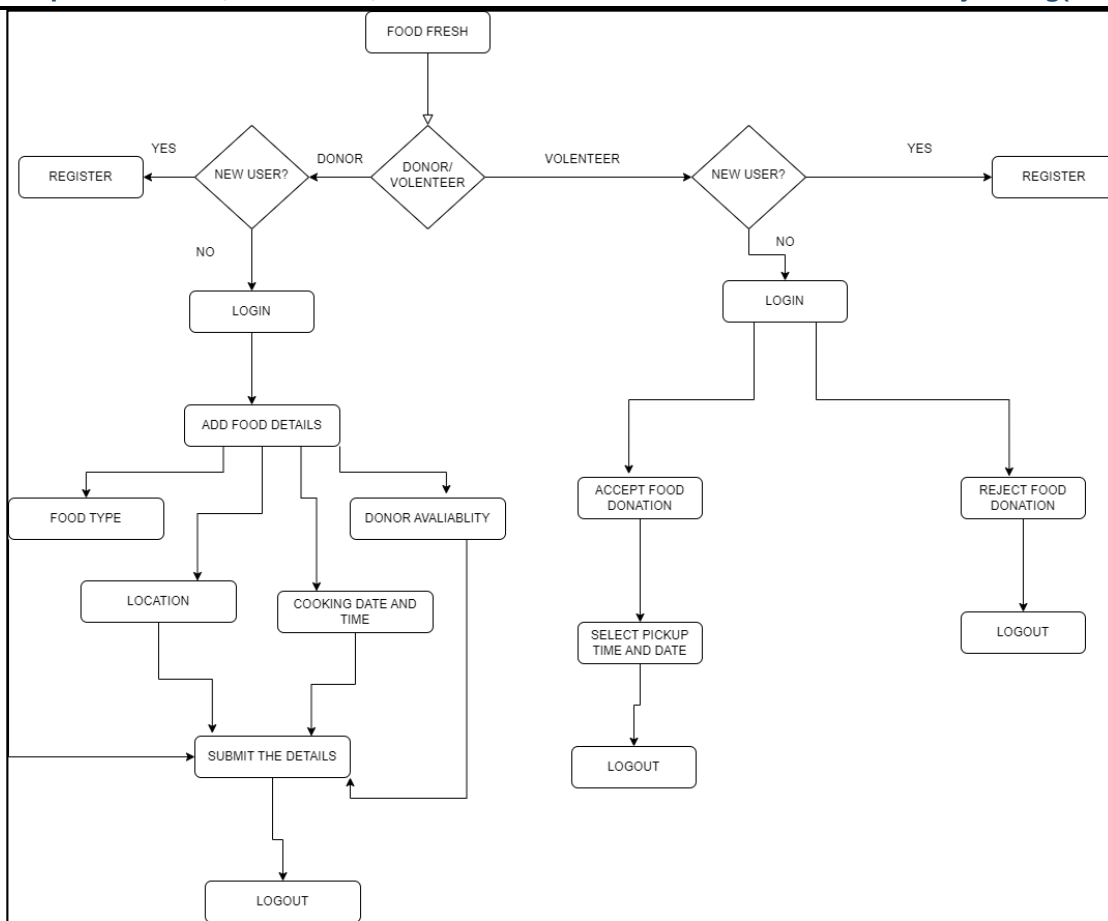 FOOD FRESH
YES
DONOR
DONOR/
VOLENTEER
VOLENTEER
YES
REGISTER
NEW USER?
NEW USER?
REGISTER
NO
NO
LOGIN
LOGIN
ADD FOOD DETAILS
FOOD TYPE
DONOR AVALIABLITY
ACCEPT FOOD
DONATION
REJECT FOOD
DONATION
LOCATION
COOKING DATE AND
TIME
SELECT PICKUP
TIME AND DATE
LOGOUT
SUBMIT THE DETAILS
LOGOUT
LOGOUT